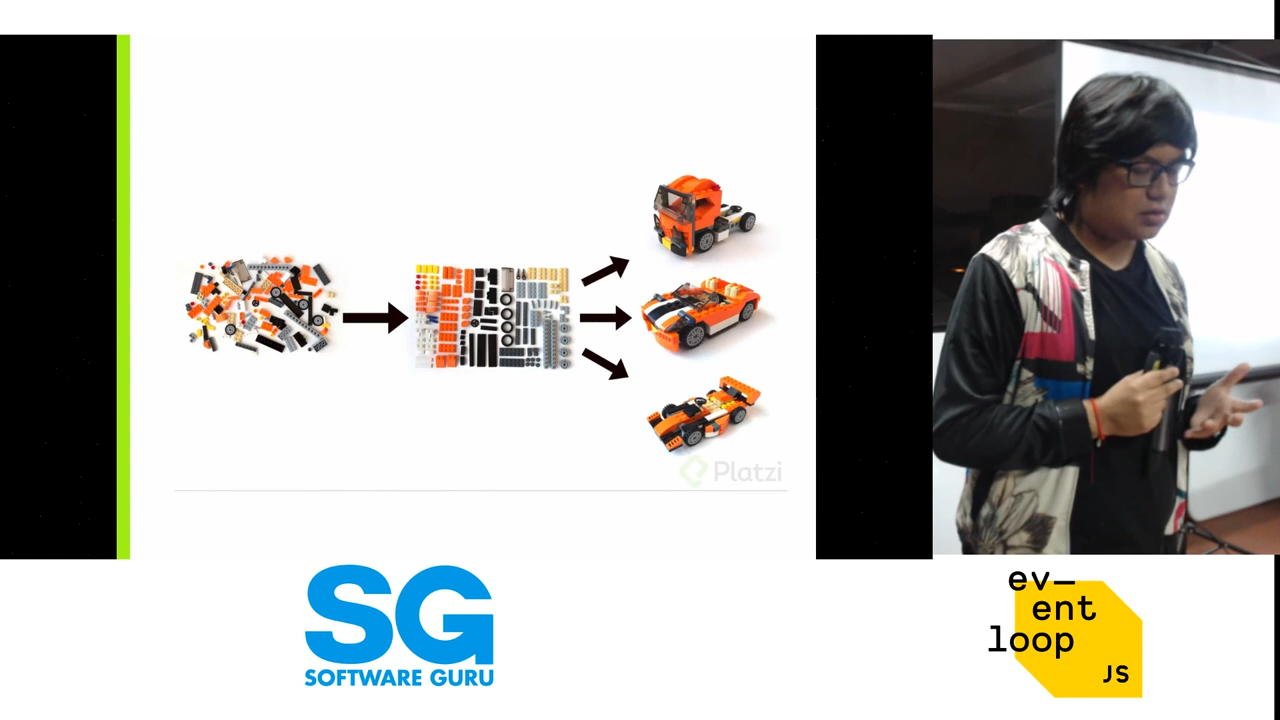 Platzi
SG
SOFTWARE GURU
ev—
ent
loop
JS